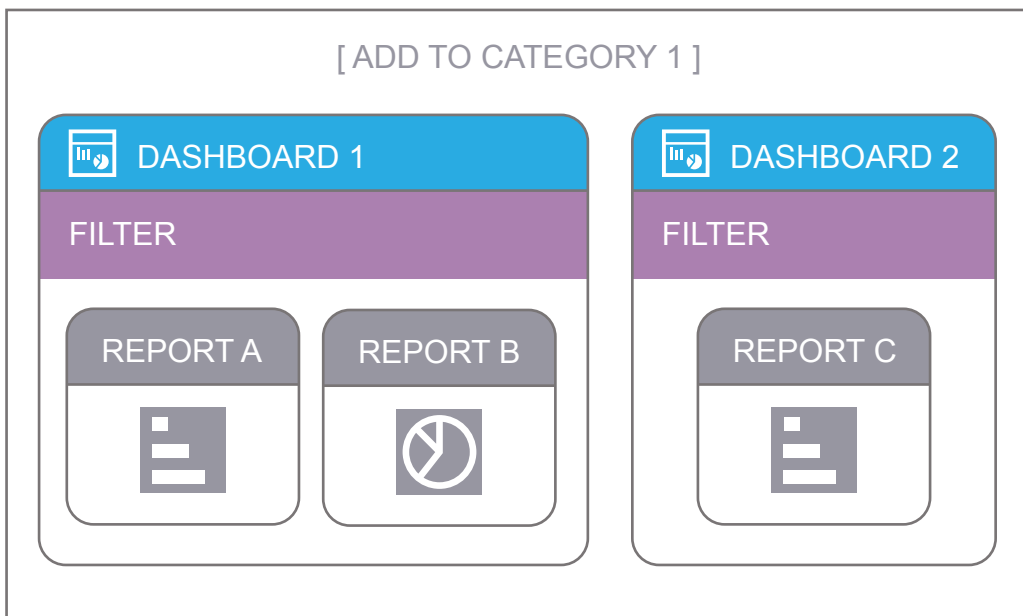 [ ADD TO CATEGORY 1 ]
DASHBOARD 1
FILTER
REPORT A
REPORT B
DASHBOARD 2
FILTER
REPORT C